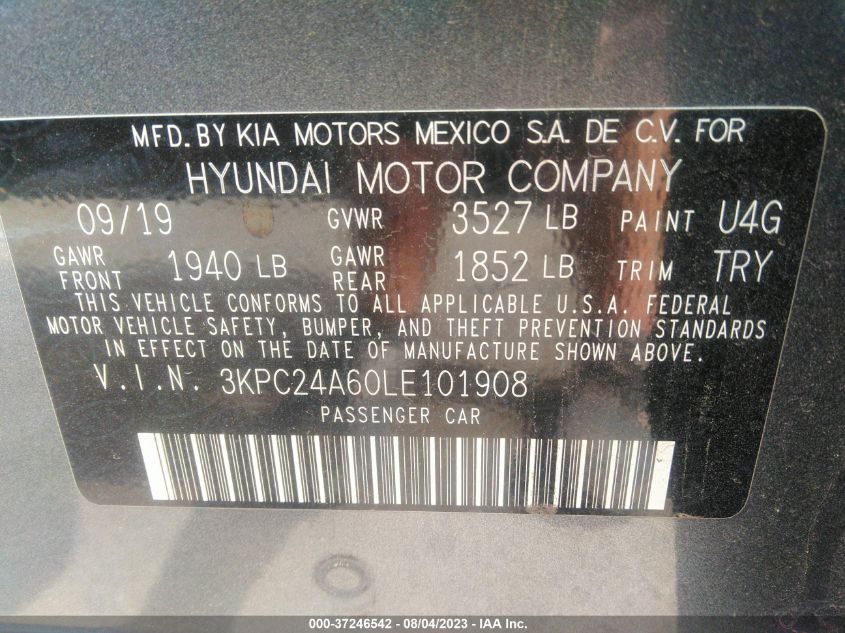 MFD. BY KIA MOTORS MEXICO S.A. DE C.V. FOR
HYUNDAI MOTOR COMPANY
09/19 GVWR 3527 LB PAINT U4G
GAWR FRONT 1940 LB GAWR REAR 1852 LB TRIM TRY
THIS VEHICLE CONFORMS TO ALL APPLICABLE U.S.A. FEDERAL
MOTOR VEHICLE SAFETY, BUMPER, AND THEFT PREVENTION STANDARDS
IN EFFECT ON THE DATE OF MANUFACTURE SHOWN ABOVE.
V.I.N. 3KPC24A60LE101908
PASSENGER CAR
000-37246542 - 08/04/2023 - IAA Inc.